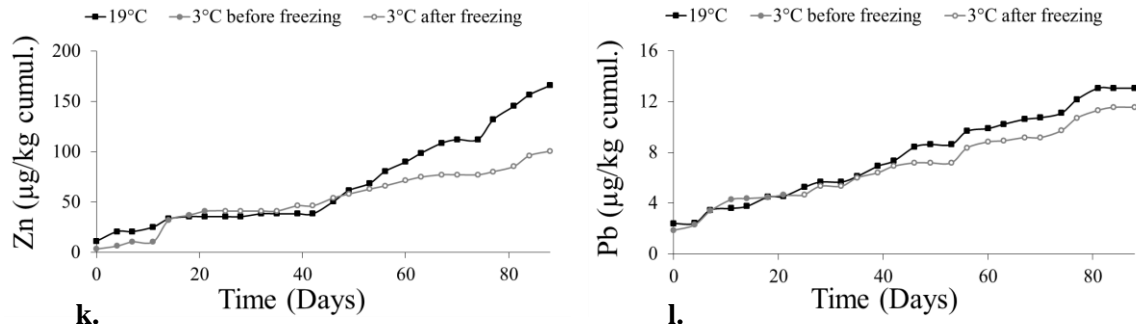 19°C 3°C before freezing 3°C after freezing
200
150
100
50
0
Zn (µg/kg cumul.)
0 20 40 60 80
Time (Days)
k.
19°C 3°C before freezing 3°C after freezing
16
12
8
4
0
Pb (µg/kg cumul.)
0 20 40 60 80
Time (Days)
l.